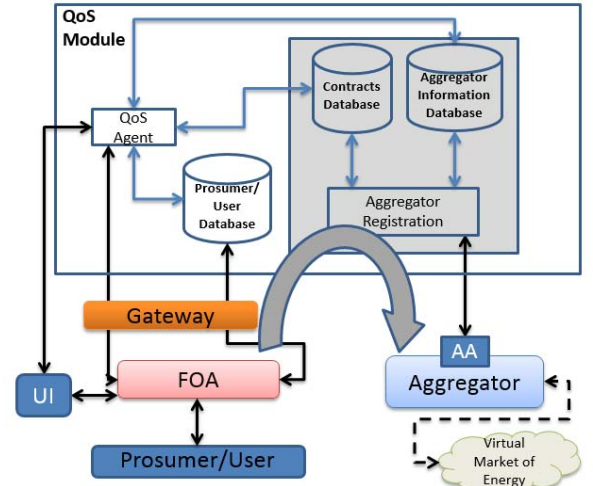 QoS
Module
Contracts
Database
Aggregator
Information
Database
QoS
Agent
Prosumer/
User
Database
Aggregator
Registration
Gateway
AA
FOA
Aggregator
UI
Prosumer/User
Virtual
Market of
Energy